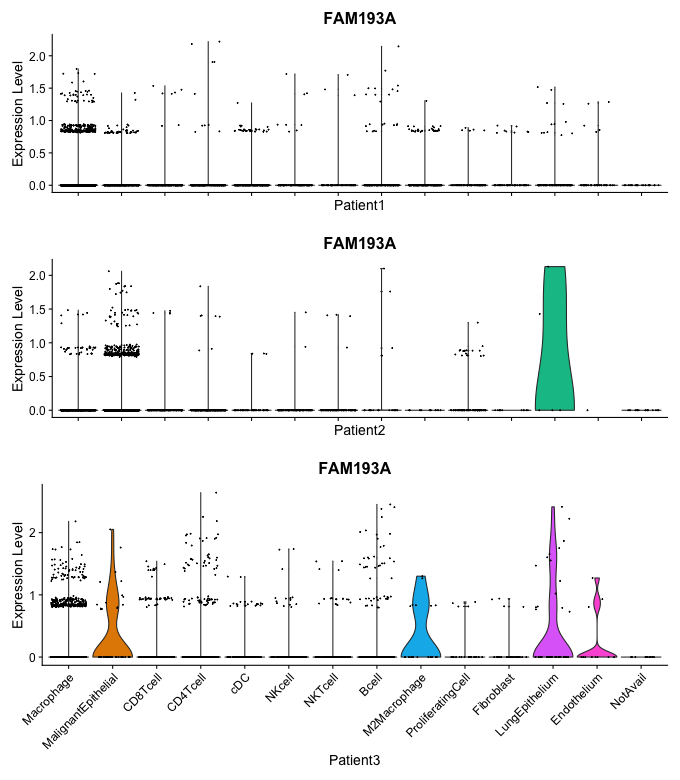 FAM193A
Expression Level
2.0
1.5
1.0
0.5
0.0
Patient1
FAM193A
Expression Level
2.0
1.5
1.0
0.5
0.0
Patient2
FAM193A
Expression Level
2
1
0
Macrophage
MalignantEpithelial
CD8Tcell
CD4Tcell
cDC
NKcell
NKTcell
Bcell
M2Macrophage
ProliferatingCell
Fibroblast
LungEpithelium
Endothelium
NotAvail
Patient3